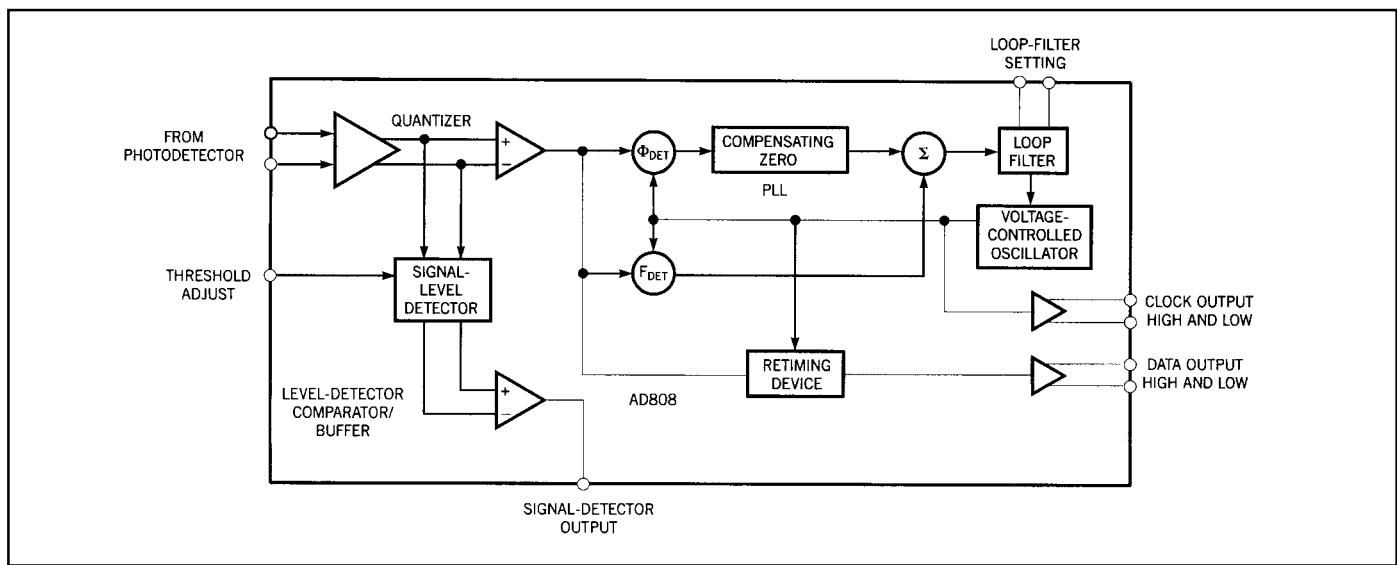 LOOP-FILTER
SETTING
FROM
PHOTODETECTOR
QUANTIZER
+
−
ΦDET
COMPENSATING
ZERO
Σ
LOOP
FILTER
PLL
VOLTAGE-
CONTROLLED
OSCILLATOR
THRESHOLD
ADJUST
SIGNAL-
LEVEL
DETECTOR
FDET
CLOCK OUTPUT
HIGH AND LOW
RETIMING
DEVICE
DATA OUTPUT
HIGH AND LOW
LEVEL-DETECTOR
COMPARATOR/
BUFFER
+
−
AD808
SIGNAL-DETECTOR
OUTPUT